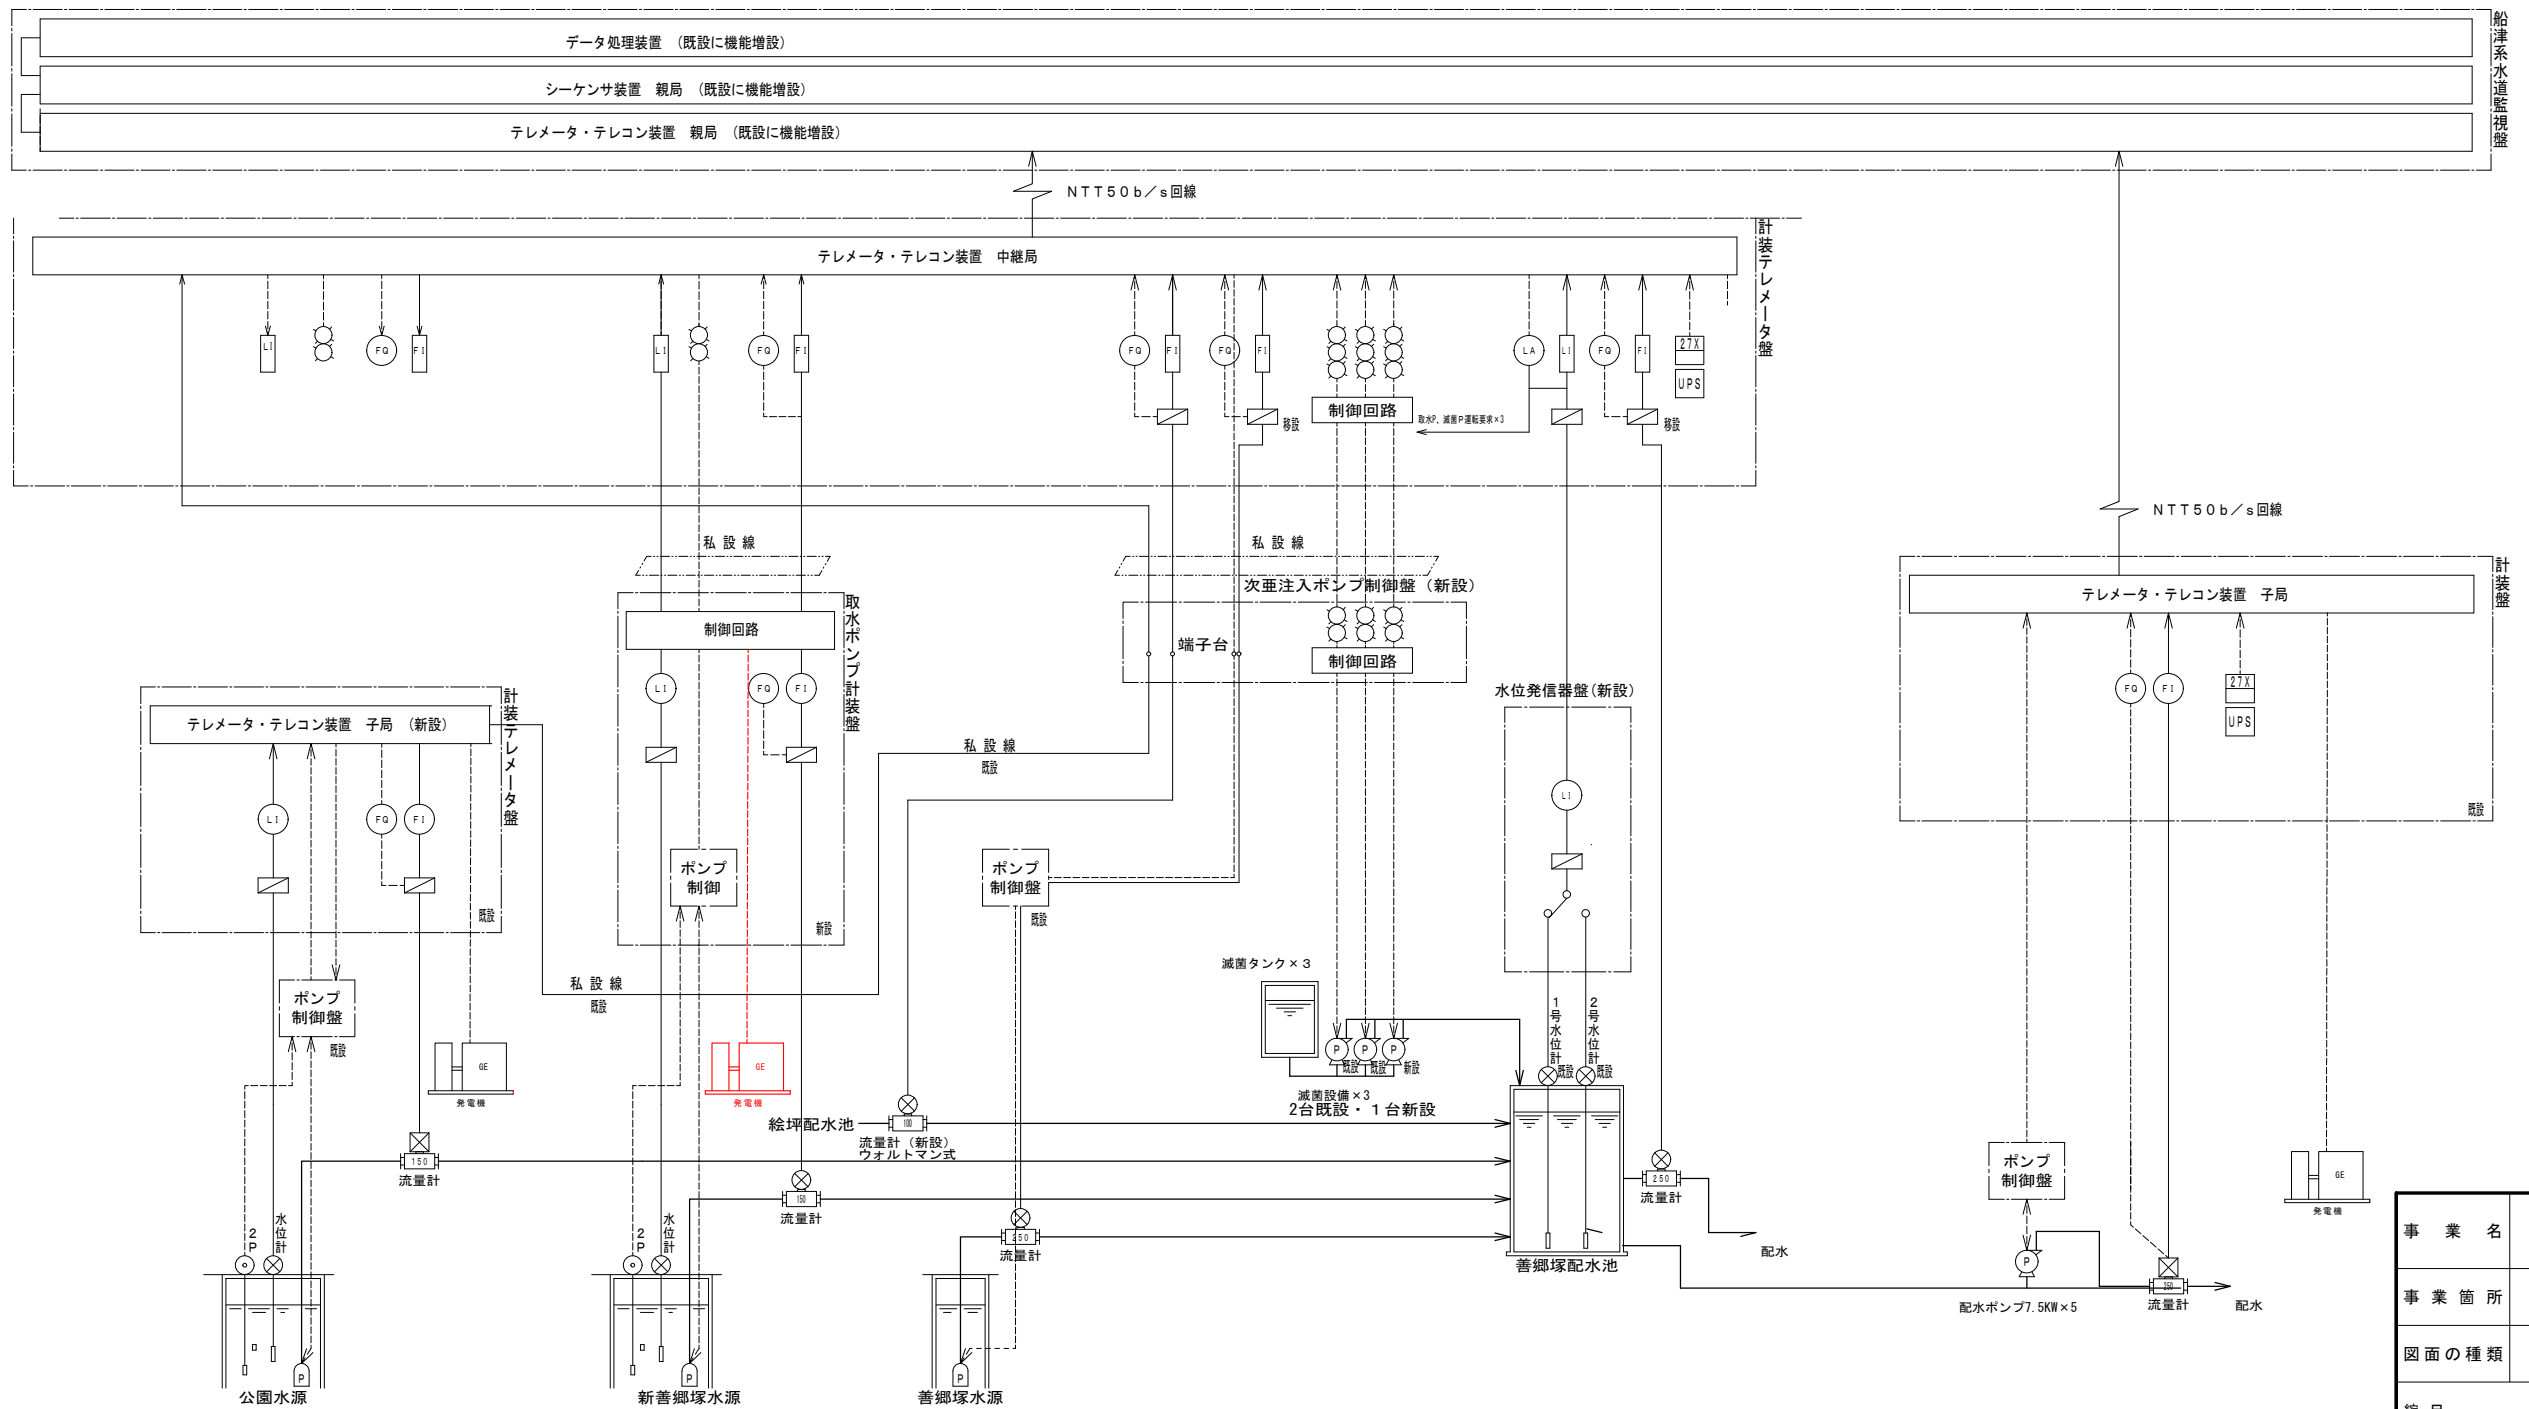 データ処理装置 (既設に機能増設)
シーケンサ装置 親局 (既設に機能増設)
テレメータ・テレコン装置 親局 (既設に機能増設)
船津系水道監視盤
NTT50b/s回線
テレメータ・テレコン装置 中継局
計装テレメータ盤
LI
FQ
FI
LI
FQ
FI
FQ
FI
FQ
FI
LA
LI
FQ
FI
27X
UPS
移設
制御回路
取水P、滅菌P運転要求×3
移設
NTT50b/s回線
私設線
私設線
次亜注入ポンプ制御盤(新設)
端子台
制御回路
取水ポンプ計装盤
制御回路
LI
FQ
FI
ポンプ
制御
新設
計装盤
テレメータ・テレコン装置 子局
FQ
FI
27X
UPS
既設
水位発信器盤(新設)
LI
計装テレメータ盤
テレメータ・テレコン装置 子局 (新設)
LI
FQ
FI
既設
私設線
既設
私設線
既設
ポンプ
制御盤
既設
ポンプ
制御盤
既設
GE
発電機
GE
発電機
滅菌タンク×3
P
P
P
既設
既設
新設
滅菌設備×3
2台既設・1台新設
1号水位計
2号水位計
既設
既設
絵坪配水池
100
流量計(新設)
ウォルトマン式
150
流量計
150
流量計
250
流量計
250
流量計
配水
善郷塚配水池
2P
水位計
2P
水位計
P
公園水源
P
新善郷塚水源
P
善郷塚水源
ポンプ
制御盤
P
配水ポンプ7.5KW×5
流量計
配水
GE
発電機
事業名
事業箇所
図面の種類